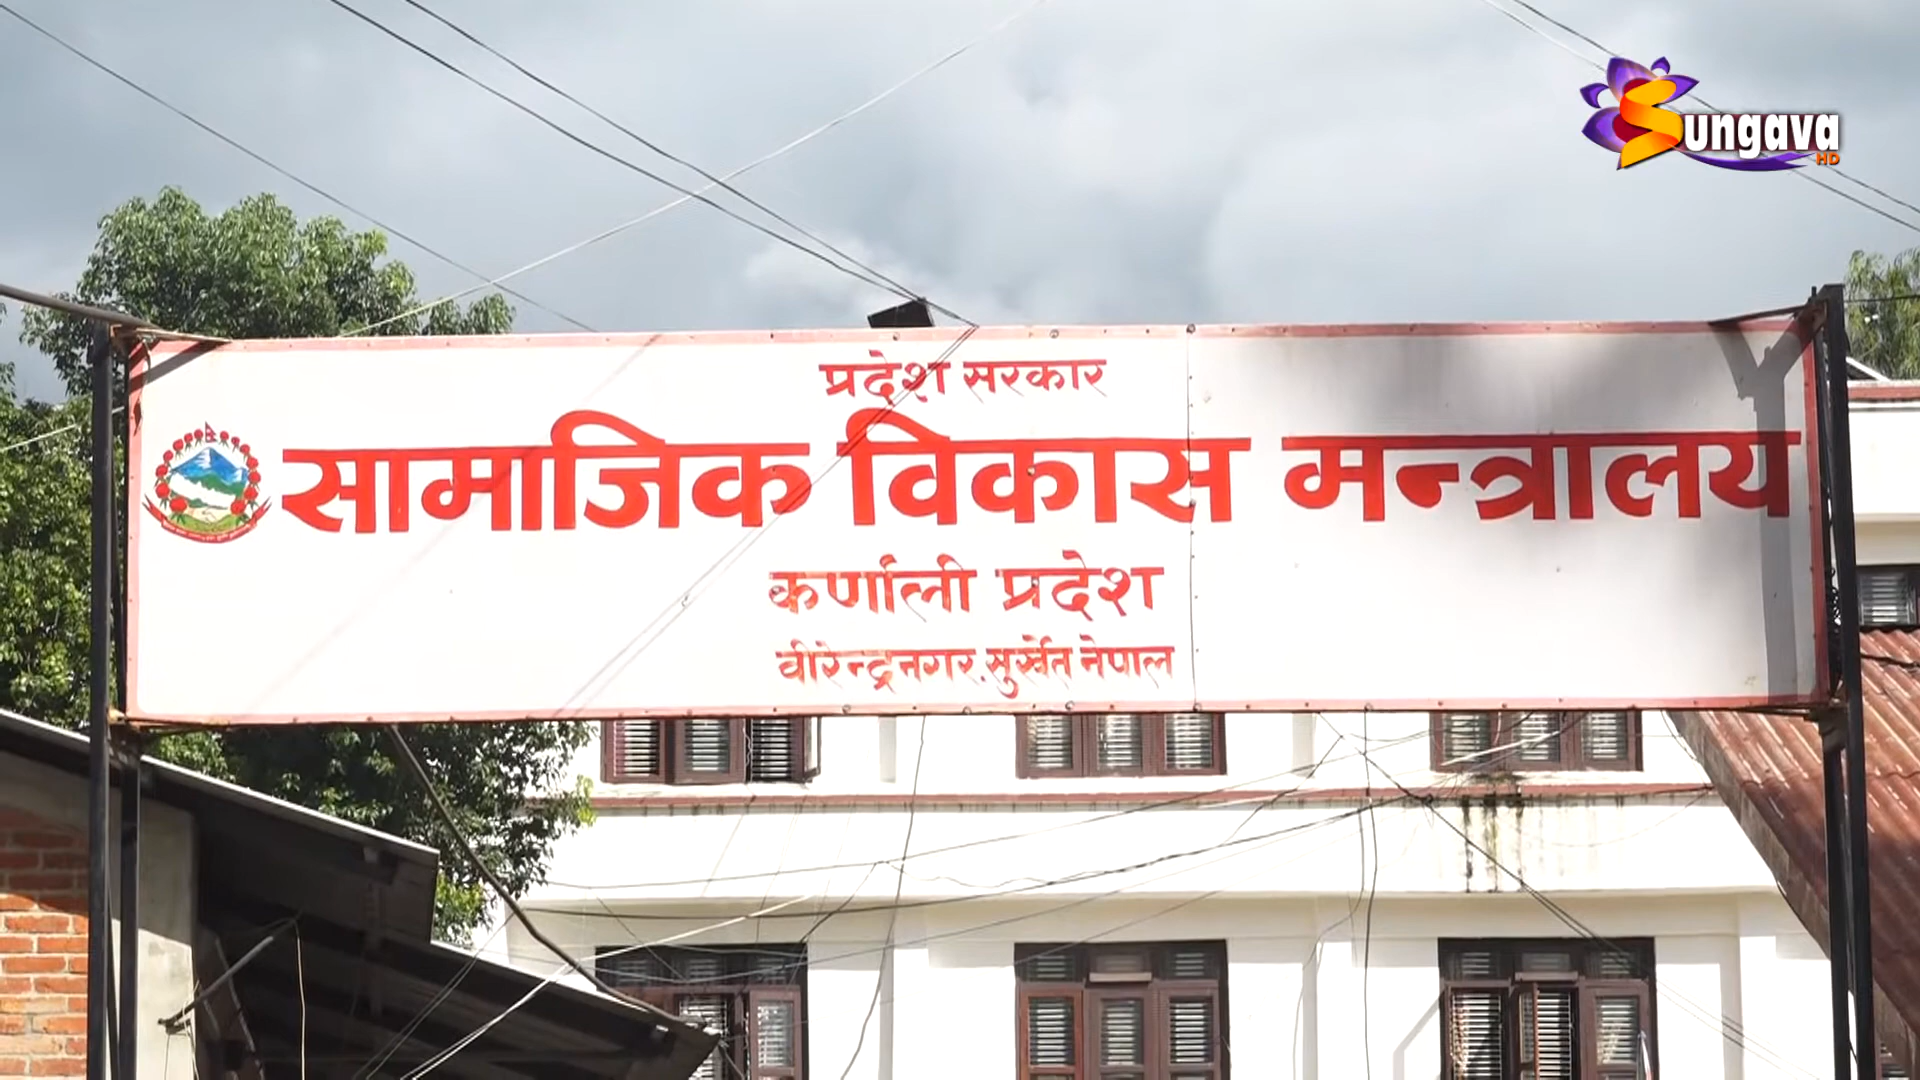 Sungava
HD
प्रदेश सरकार
सामाजिक विकास मन्त्रालय
कर्णाली प्रदेश
वीरेन्द्रनगर, सुर्खेत नेपाल